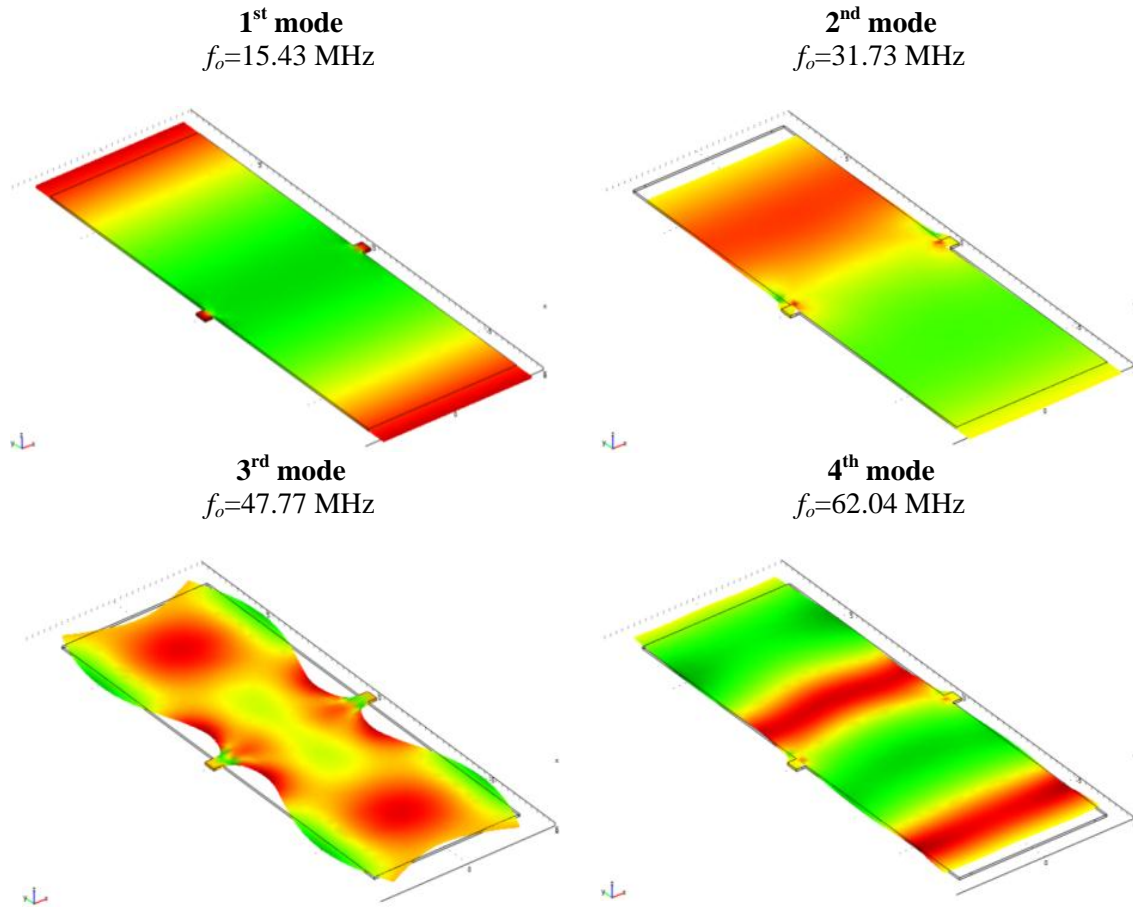 1st mode
fo=15.43 MHz
2nd mode
fo=31.73 MHz
3rd mode
fo=47.77 MHz
4th mode
fo=62.04 MHz